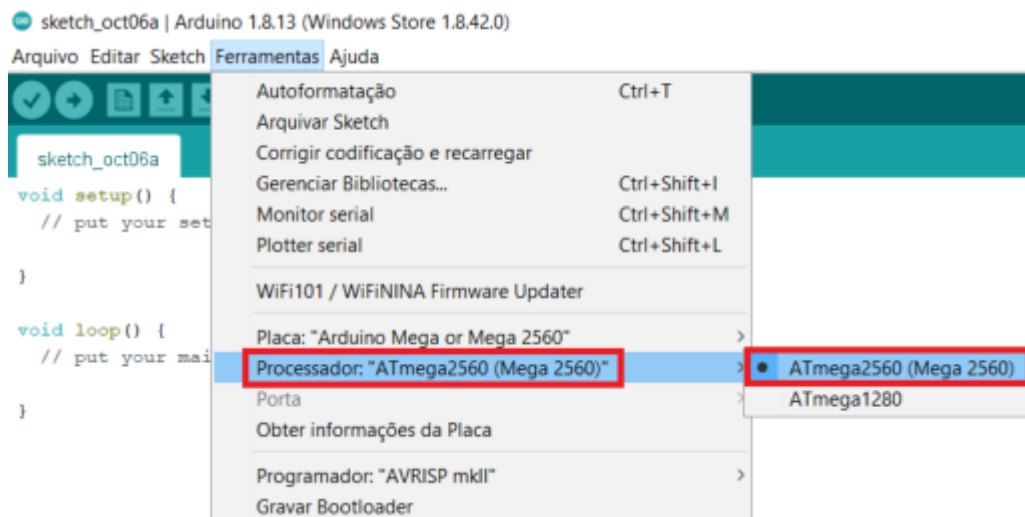 sketch_oct06a | Arduino 1.8.13 (Windows Store 1.8.42.0)
Arquivo Editar Sketch Ferramentas Ajuda
Autoformatação Ctrl+T
Arquivar Sketch
sketch_oct06a
Corrigir codificação e recarregar
Gerenciar Bibliotecas... Ctrl+Shift+I
void setup() {
Monitor serial Ctrl+Shift+M
// put your set
Plotter serial Ctrl+Shift+L
}
WiFi101 / WiFiNINA Firmware Updater
void loop() {
Placa: "Arduino Mega or Mega 2560"
// put your mai
Processador: "ATmega2560 (Mega 2560)"
ATmega2560 (Mega 2560)
Porta
ATmega1280
}
Obter informações da Placa
Programador: "AVRISP mkII"
Gravar Bootloader